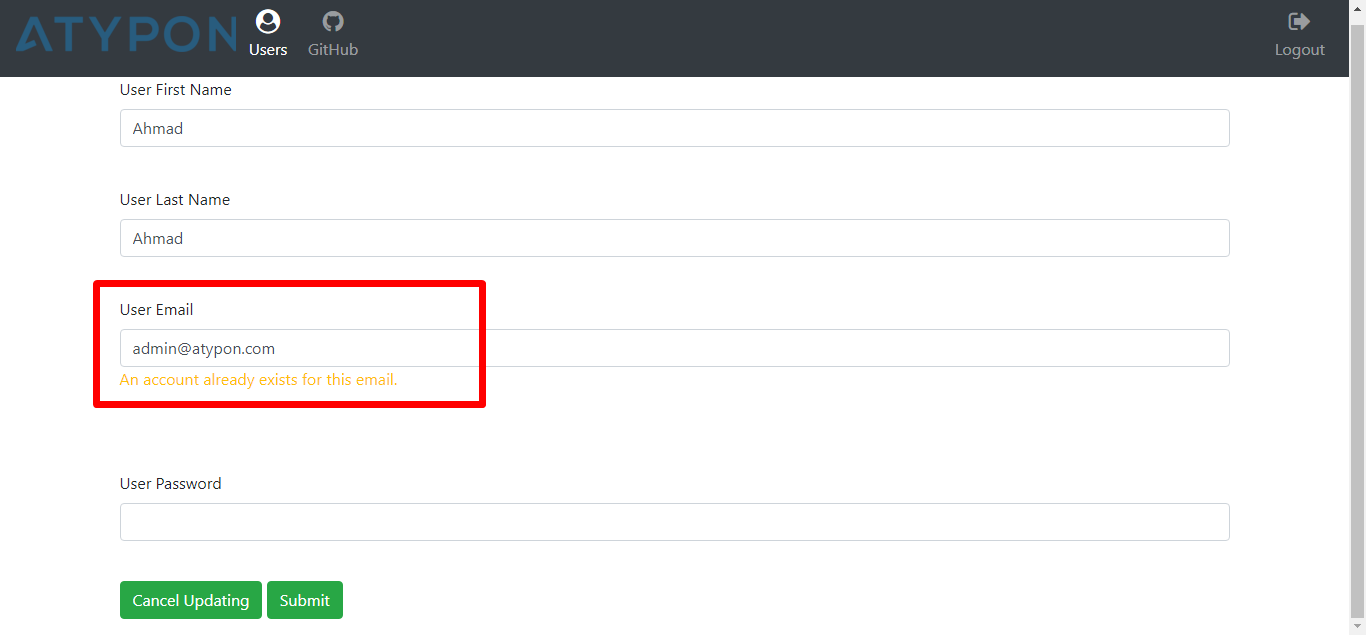 ATYPON
Users
GitHub
Logout
User First Name
Ahmad
User Last Name
Ahmad
User Email
admin@atypon.com
An account already exists for this email.
User Password
Cancel Updating
Submit